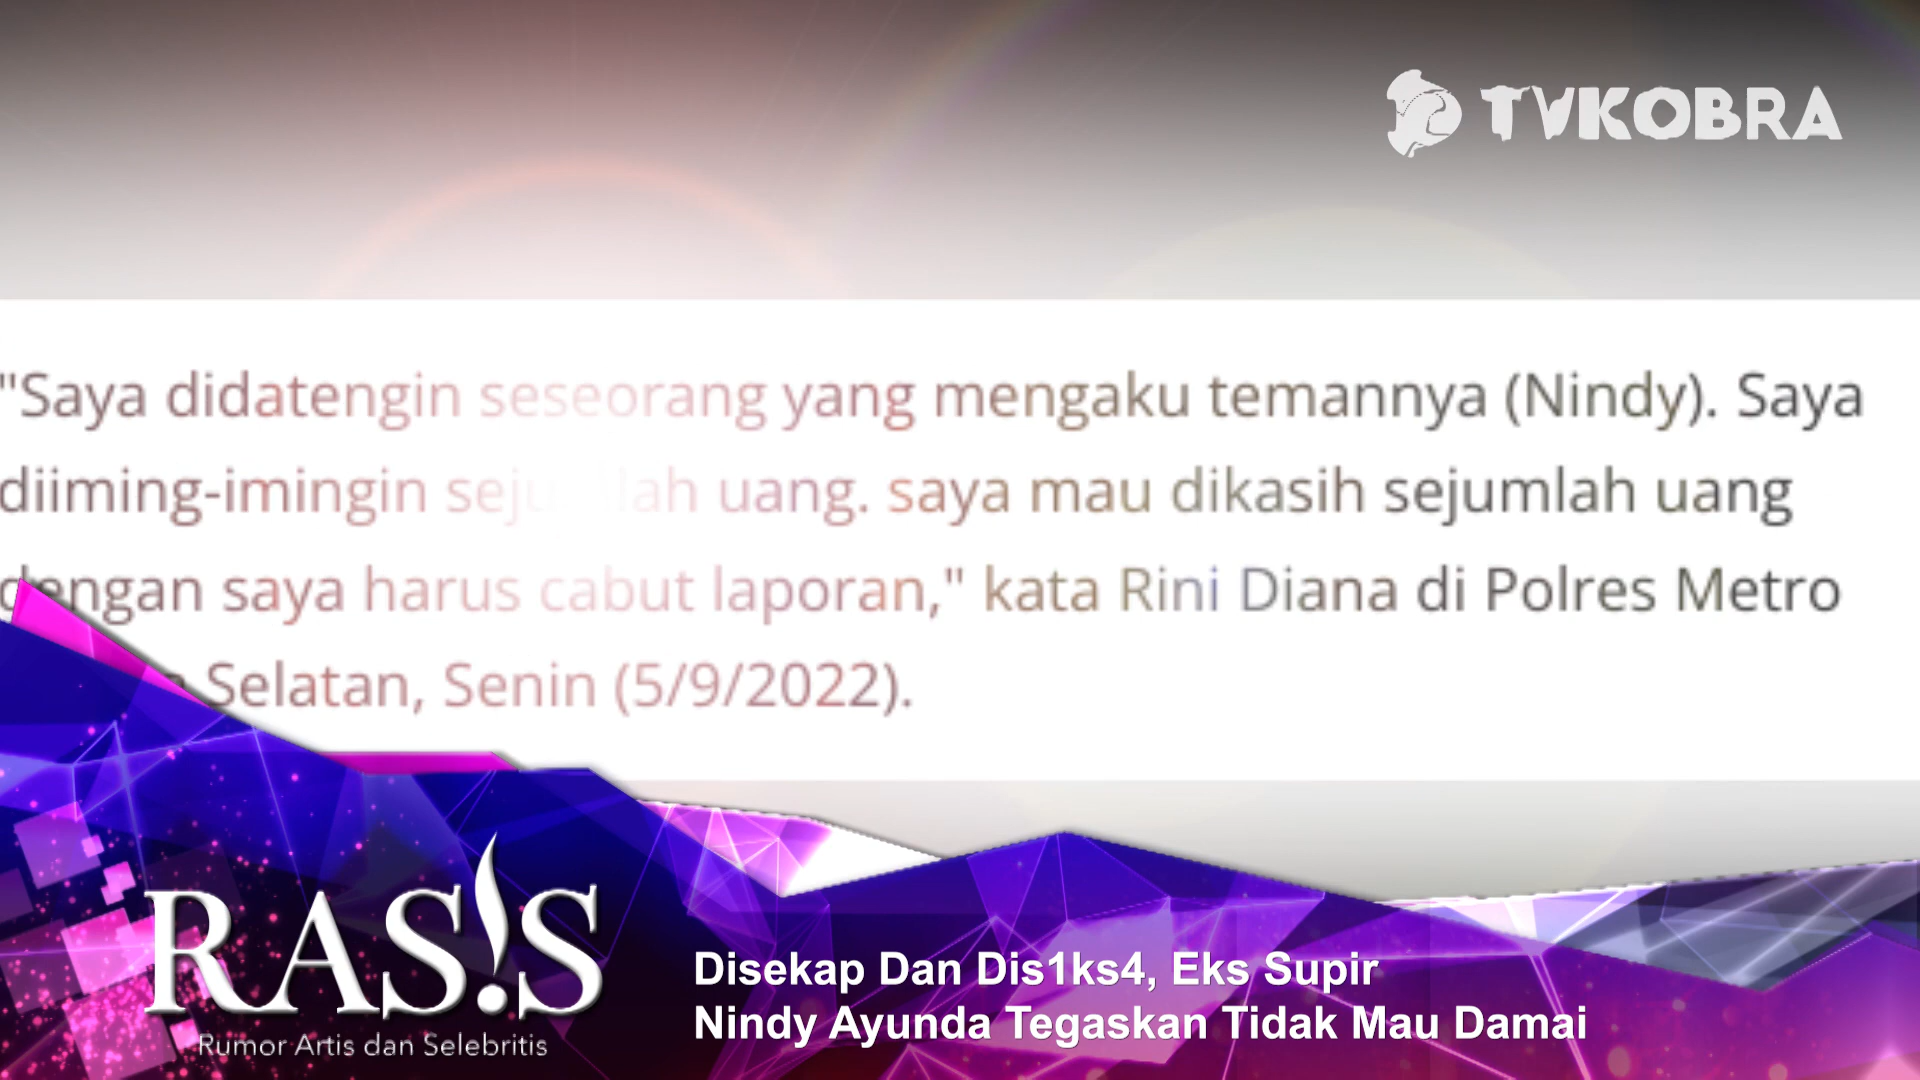 TVKOBRA
"Saya didatengin seseorang yang mengaku temannya (Nindy). Saya
diiming-imingin uang. saya mau dikasih sejumlah uang
dengan saya harus cabut laporan," kata Rini Diana di Polres Metro
Selatan, Senin (5/9/2022).
RAS!S
Rumor Artis dan Selebritis
Disekap Dan Dis1ks4, Eks Supir
Nindy Ayunda Tegaskan Tidak Mau Damai